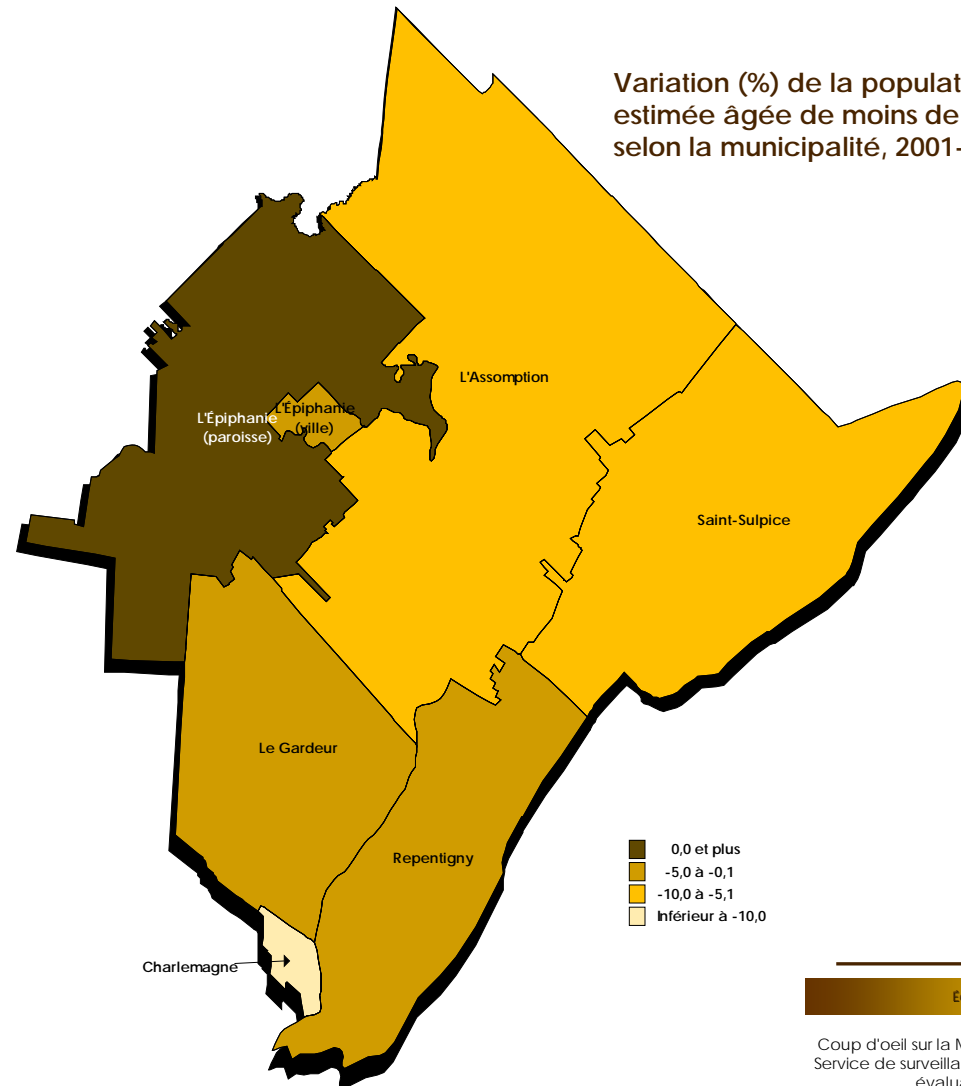 Variation (%) de la populat
estimée âgée de moins de
selon la municipalité, 2001-
L'Assomption
L'Épiphanie
(paroisse)
L'Épiphanie
(ville)
Saint-Sulpice
Le Gardeur
Repentigny
Charlemagne
0,0 et plus
-5,0 à -0,1
-10,0 à -5,1
Inférieur à -10,0
Coup d'oeil sur la M
Service de surveilla
évalua